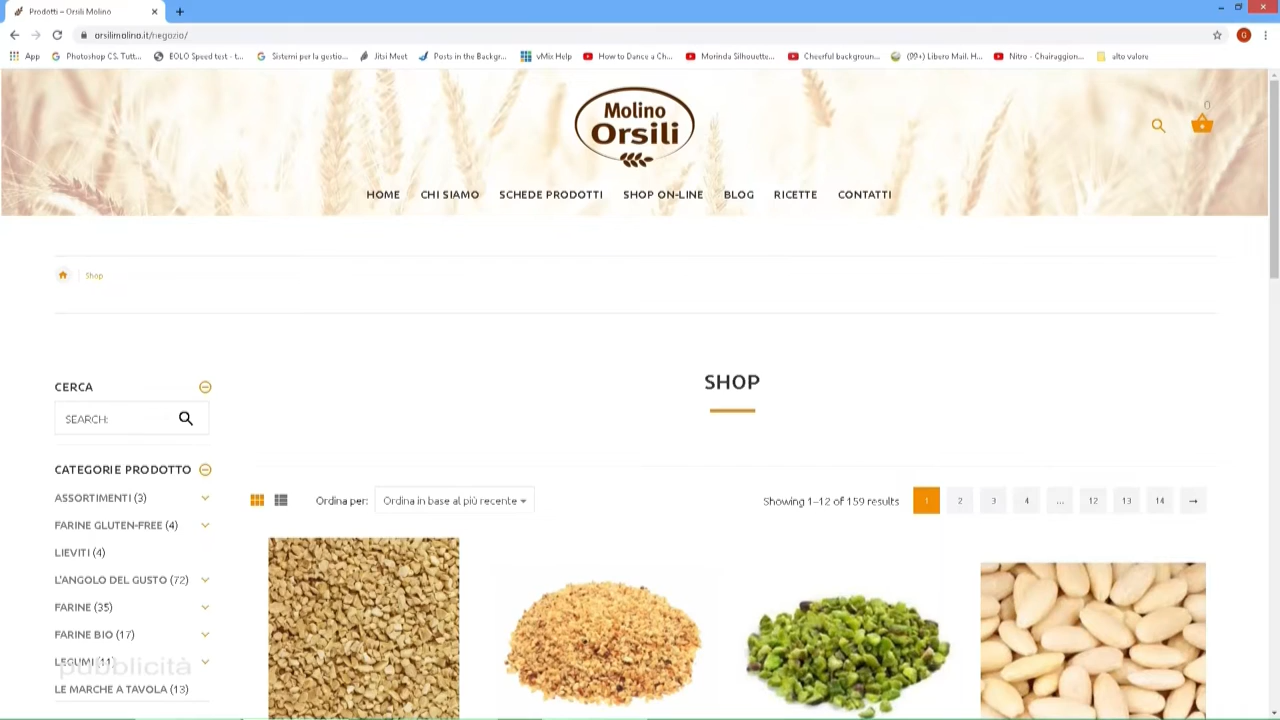 Prodotti – Orsili Molino
orsilimolino.it/negozio/
App
Photoshop CS, Tutt...
EOLO Speed test - t...
Sistemi per la gestio...
Jitsi Meet
Posts in the Backgr...
vMix Help
How to Dance a Ch...
Morinda Silhouette...
Cheerful backgroun...
(99+) Libero Mail. H...
Nitro - Chairaggion...
alto valore
Molino
Orsili
0
HOME
CHI SIAMO
SCHEDE PRODOTTI
SHOP ON-LINE
BLOG
RICETTE
CONTATTI
Shop
CERCA
SEARCH:
CATEGORIE PRODOTTO
ASSORTIMENTI (3)
FARINE GLUTEN-FREE (4)
LIEVITI (4)
L'ANGOLO DEL GUSTO (72)
FARINE (35)
FARINE BIO (17)
LEGUMI (11)
pubblicità
LE MARCHE A TAVOLA (13)
SHOP
Ordina per:
Ordina in base al più recente
Showing 1–12 of 159 results
1 2 3 4 ... 12 13 14 →